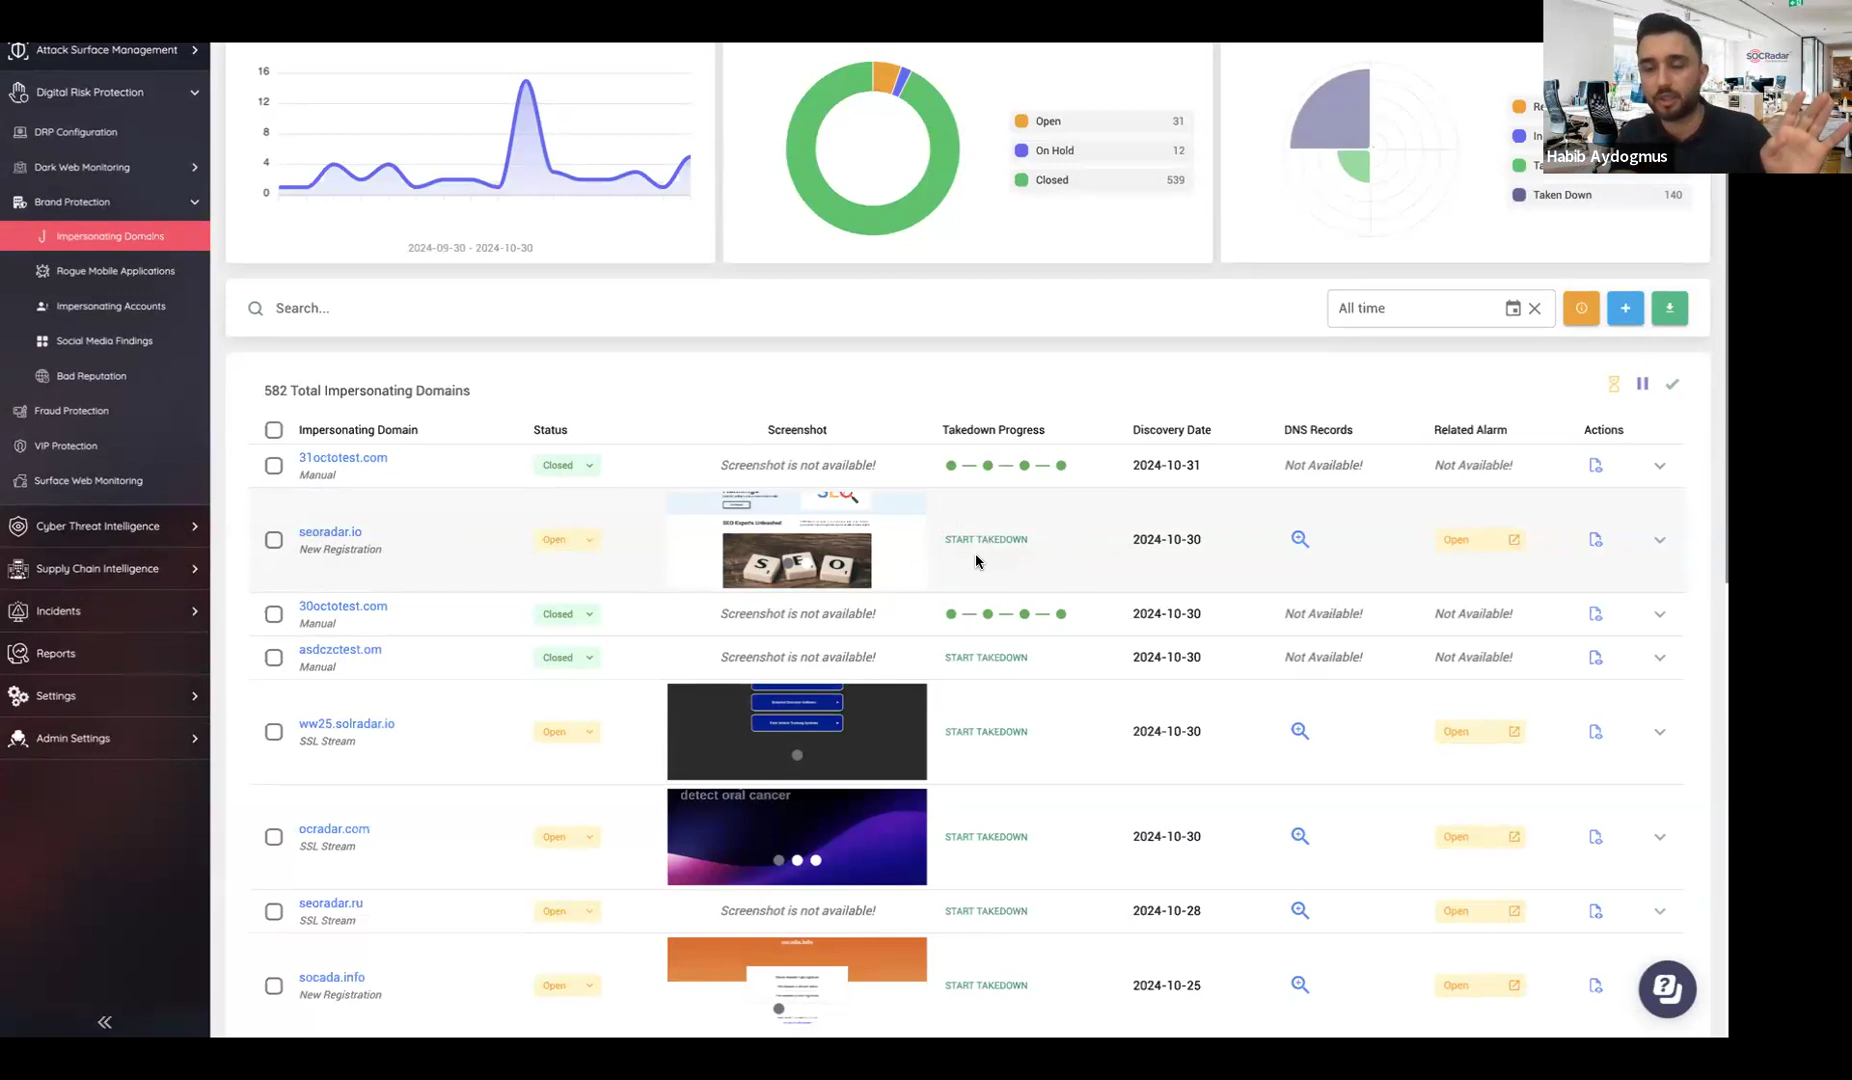 Attack Surface Management
Digital Risk Protection
DRP Configuration
Dark Web Monitoring
Brand Protection
Impersonating Domains
Rogue Mobile Applications
Impersonating Accounts
Social Media Findings
Bad Reputation
Fraud Protection
VIP Protection
Surface Web Monitoring
Cyber Threat Intelligence
Supply Chain Intelligence
Incidents
Reports
Settings
Admin Settings
16
12
8
4
0
2024-09-30 - 2024-10-30
Open 31
On Hold 12
Closed 539
Re
In
Ta
Taken Down 140
SOCRadar
Habib Aydogmus
Search...
All time
582 Total Impersonating Domains
Impersonating Domain Status Screenshot Takedown Progress Discovery Date DNS Records Related Alarm Actions
31octotest.com Closed Screenshot is not available! 2024-10-31 Not Available! Not Available!
Manual
SEO
SEO Experts Unleashed
S E O
seoradar.io Open START TAKEDOWN 2024-10-30 Open
New Registration
30octotest.com Closed Screenshot is not available! 2024-10-30 Not Available! Not Available!
Manual
asdczctest.om Closed Screenshot is not available! START TAKEDOWN 2024-10-30 Not Available! Not Available!
Manual
ww25.solradar.io Open START TAKEDOWN 2024-10-30 Open
SSL Stream
detect oral cancer
ocradar.com Open START TAKEDOWN 2024-10-30 Open
SSL Stream
seoradar.ru Open Screenshot is not available! START TAKEDOWN 2024-10-28 Open
SSL Stream
socada.info
socada.info Open START TAKEDOWN 2024-10-25 Open
New Registration